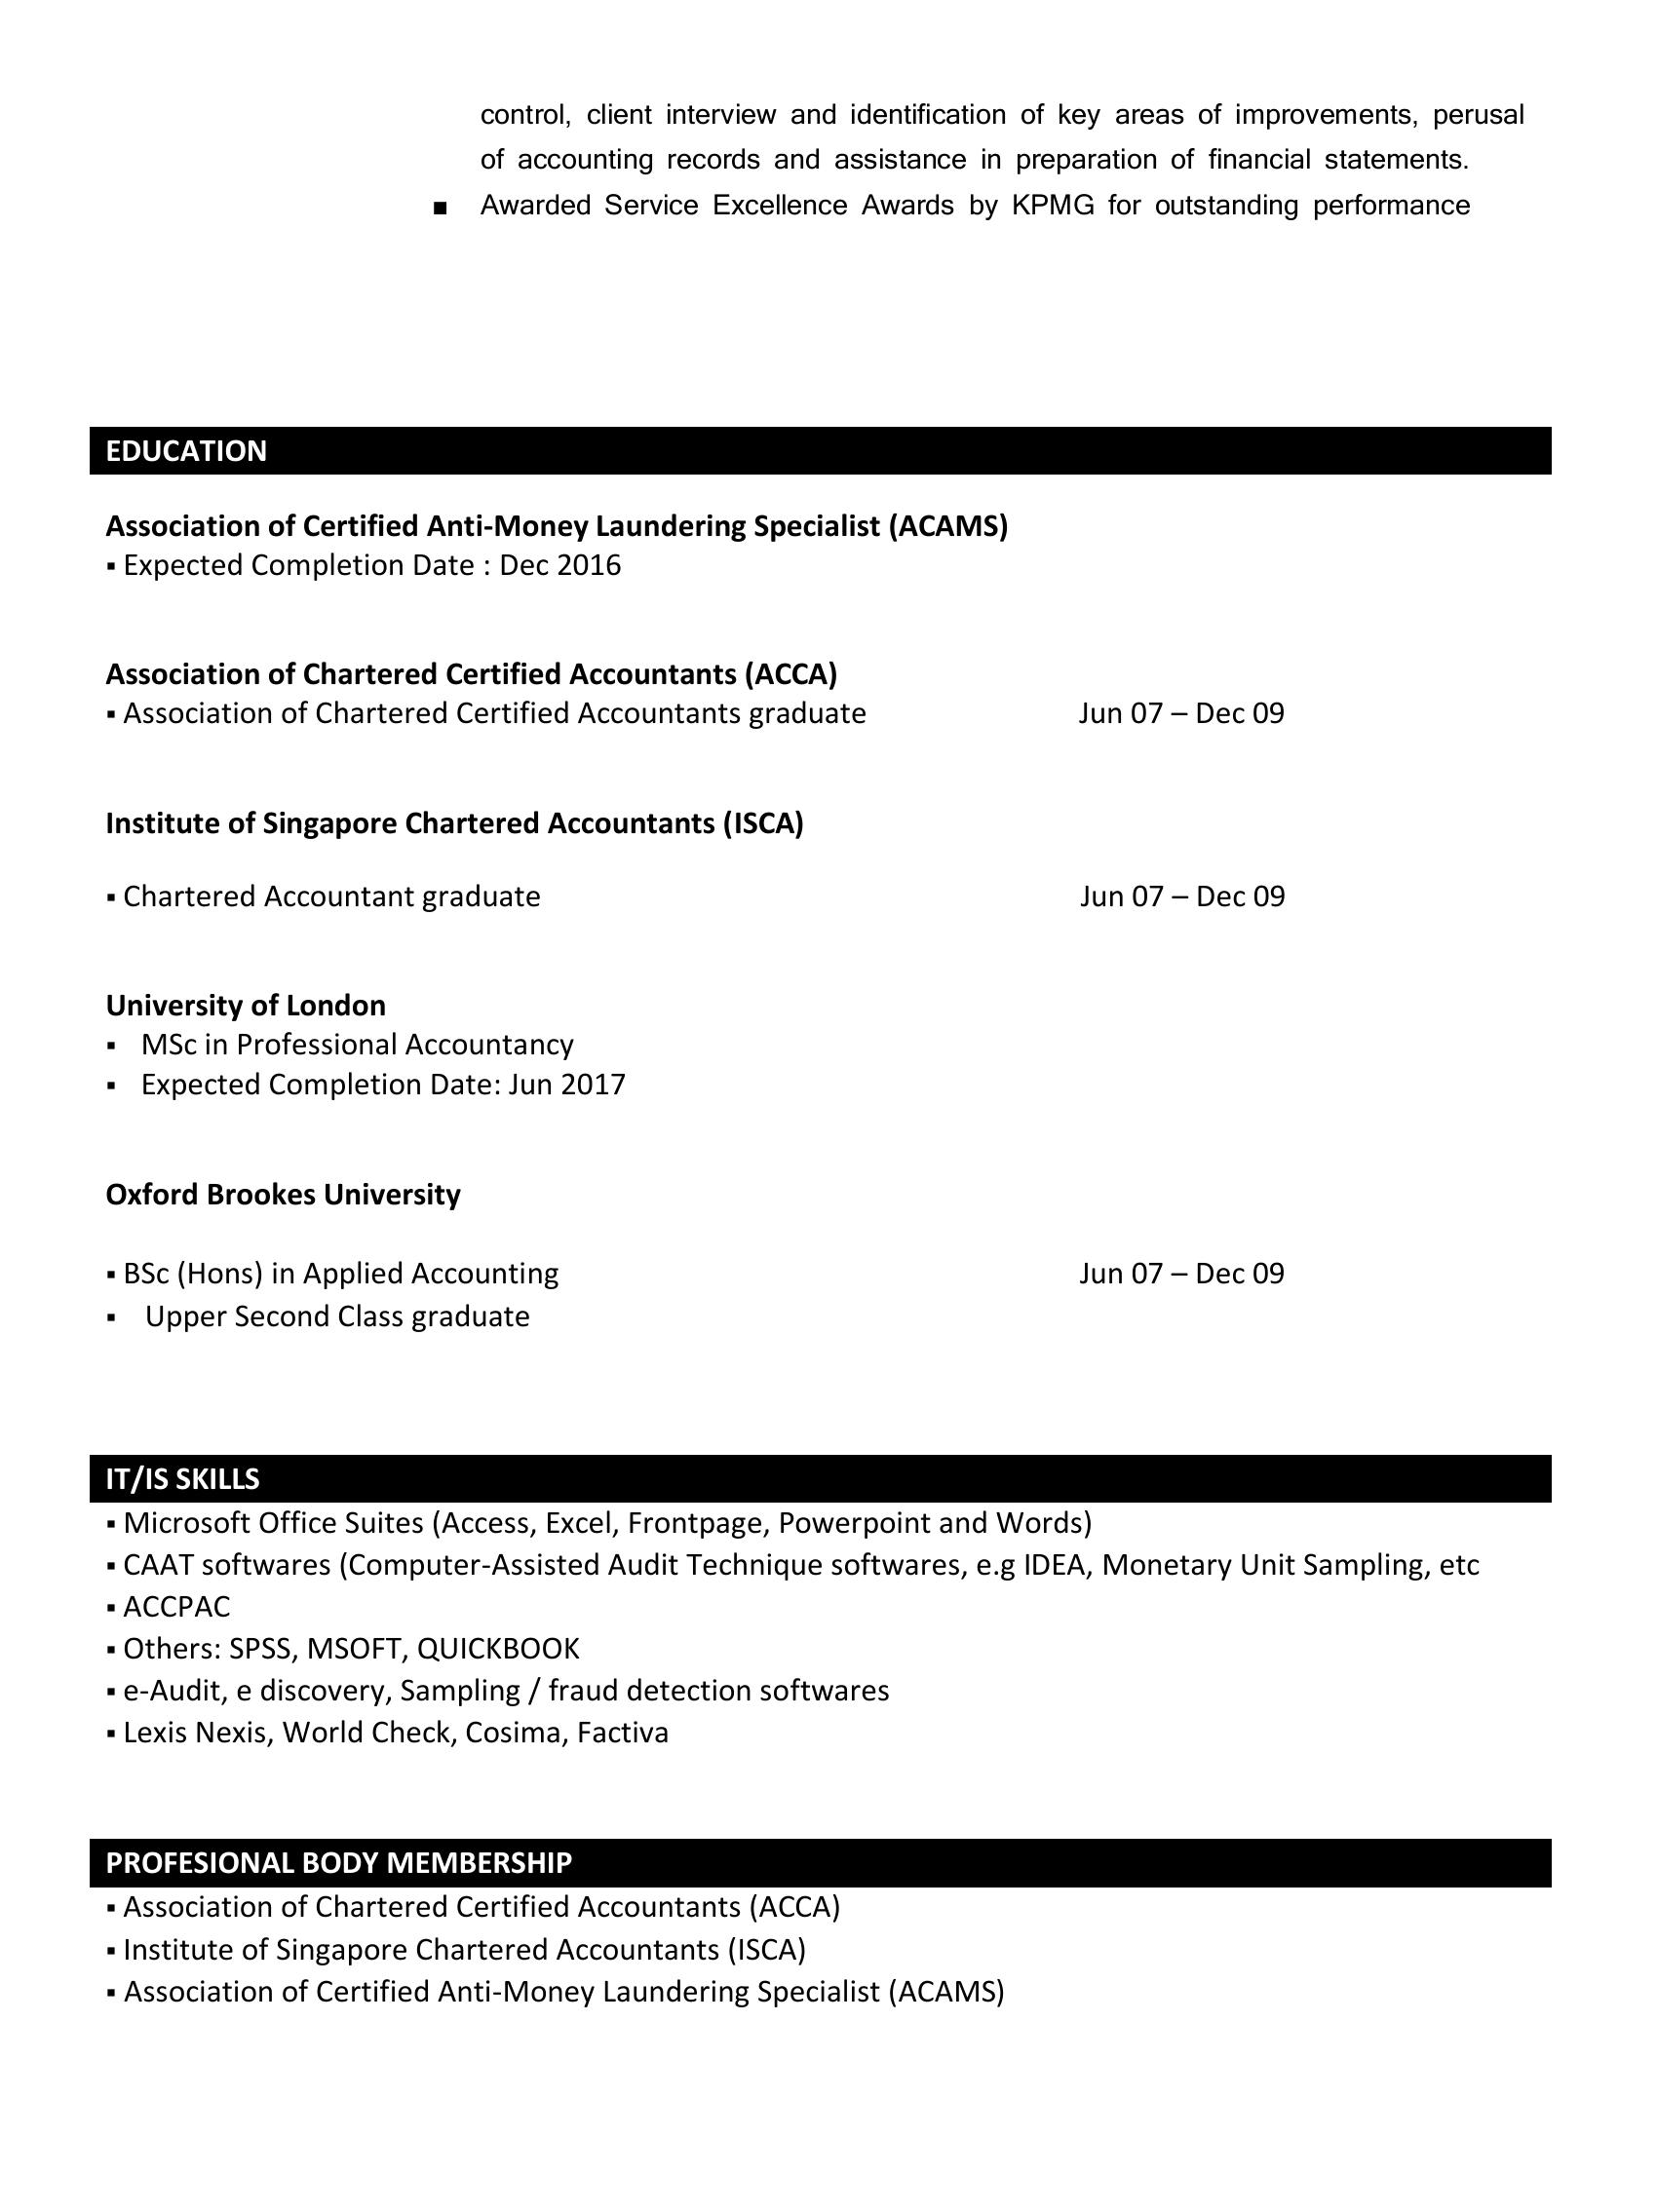 control, client interview and identification of key areas of improvements, perusal
of accounting records and assistance in preparation of financial statements.
■ Awarded Service Excellence Awards by KPMG for outstanding performance
EDUCATION
Association of Certified Anti-Money Laundering Specialist (ACAMS)
▪ Expected Completion Date : Dec 2016
Association of Chartered Certified Accountants (ACCA)
▪ Association of Chartered Certified Accountants graduate Jun 07 – Dec 09
Institute of Singapore Chartered Accountants (ISCA)
▪ Chartered Accountant graduate Jun 07 – Dec 09
University of London
▪ MSc in Professional Accountancy
▪ Expected Completion Date: Jun 2017
Oxford Brookes University
▪ BSc (Hons) in Applied Accounting Jun 07 – Dec 09
▪ Upper Second Class graduate
IT/IS SKILLS
▪ Microsoft Office Suites (Access, Excel, Frontpage, Powerpoint and Words)
▪ CAAT softwares (Computer-Assisted Audit Technique softwares, e.g IDEA, Monetary Unit Sampling, etc
▪ ACCPAC
▪ Others: SPSS, MSOFT, QUICKBOOK
▪ e-Audit, e discovery, Sampling / fraud detection softwares
▪ Lexis Nexis, World Check, Cosima, Factiva
PROFESIONAL BODY MEMBERSHIP
▪ Association of Chartered Certified Accountants (ACCA)
▪ Institute of Singapore Chartered Accountants (ISCA)
▪ Association of Certified Anti-Money Laundering Specialist (ACAMS)